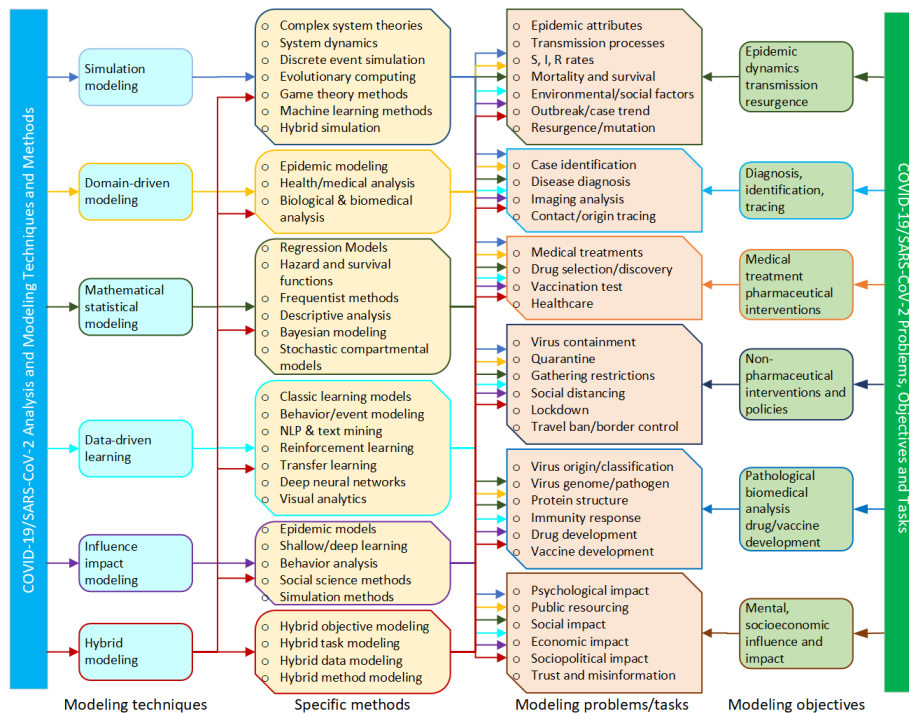 COVID-19/SARS-CoV-2 Analysis and Modeling Techniques and Methods
Simulation
modeling
Domain-driven
modeling
Mathematical
statistical
modeling
Data-driven
learning
Influence
impact
modeling
Hybrid
modeling
Modeling techniques
Complex system theories
System dynamics
Discrete event simulation
Evolutionary computing
Game theory methods
Machine learning methods
Hybrid simulation
Epidemic modeling
Health/medical analysis
Biological & biomedical
analysis
Regression Models
Hazard and survival
functions
Frequentist methods
Descriptive analysis
Bayesian modeling
Stochastic compartmental
models
Classic learning models
Behavior/event modeling
NLP & text mining
Reinforcement learning
Transfer learning
Deep neural networks
Visual analytics
Epidemic models
Shallow/deep learning
Behavior analysis
Social science methods
Simulation methods
Hybrid objective modeling
Hybrid task modeling
Hybrid data modeling
Hybrid method modeling
Specific methods
Epidemic attributes
Transmission processes
S, I, R rates
Mortality and survival
Environmental/social factors
Outbreak/case trend
Resurgence/mutation
Case identification
Disease diagnosis
Imaging analysis
Contact/origin tracing
Medical treatments
Drug selection/discovery
Vaccination test
Healthcare
Virus containment
Quarantine
Gathering restrictions
Social distancing
Lockdown
Travel ban/border control
Virus origin/classification
Virus genome/pathogen
Protein structure
Immunity response
Drug development
Vaccine development
Psychological impact
Public resourcing
Social impact
Economic impact
Sociopolitical impact
Trust and misinformation
Modeling problems/tasks
Epidemic
dynamics
transmission
resurgence
Diagnosis,
identification,
tracing
Medical
treatment
pharmaceutical
interventions
Non-
pharmaceutical
interventions and
policies
Pathological
biomedical
analysis
drug/vaccine
development
Mental,
socioeconomic
influence and
impact
Modeling objectives
COVID-19/SARS-CoV-2 Problems, Objectives and Tasks